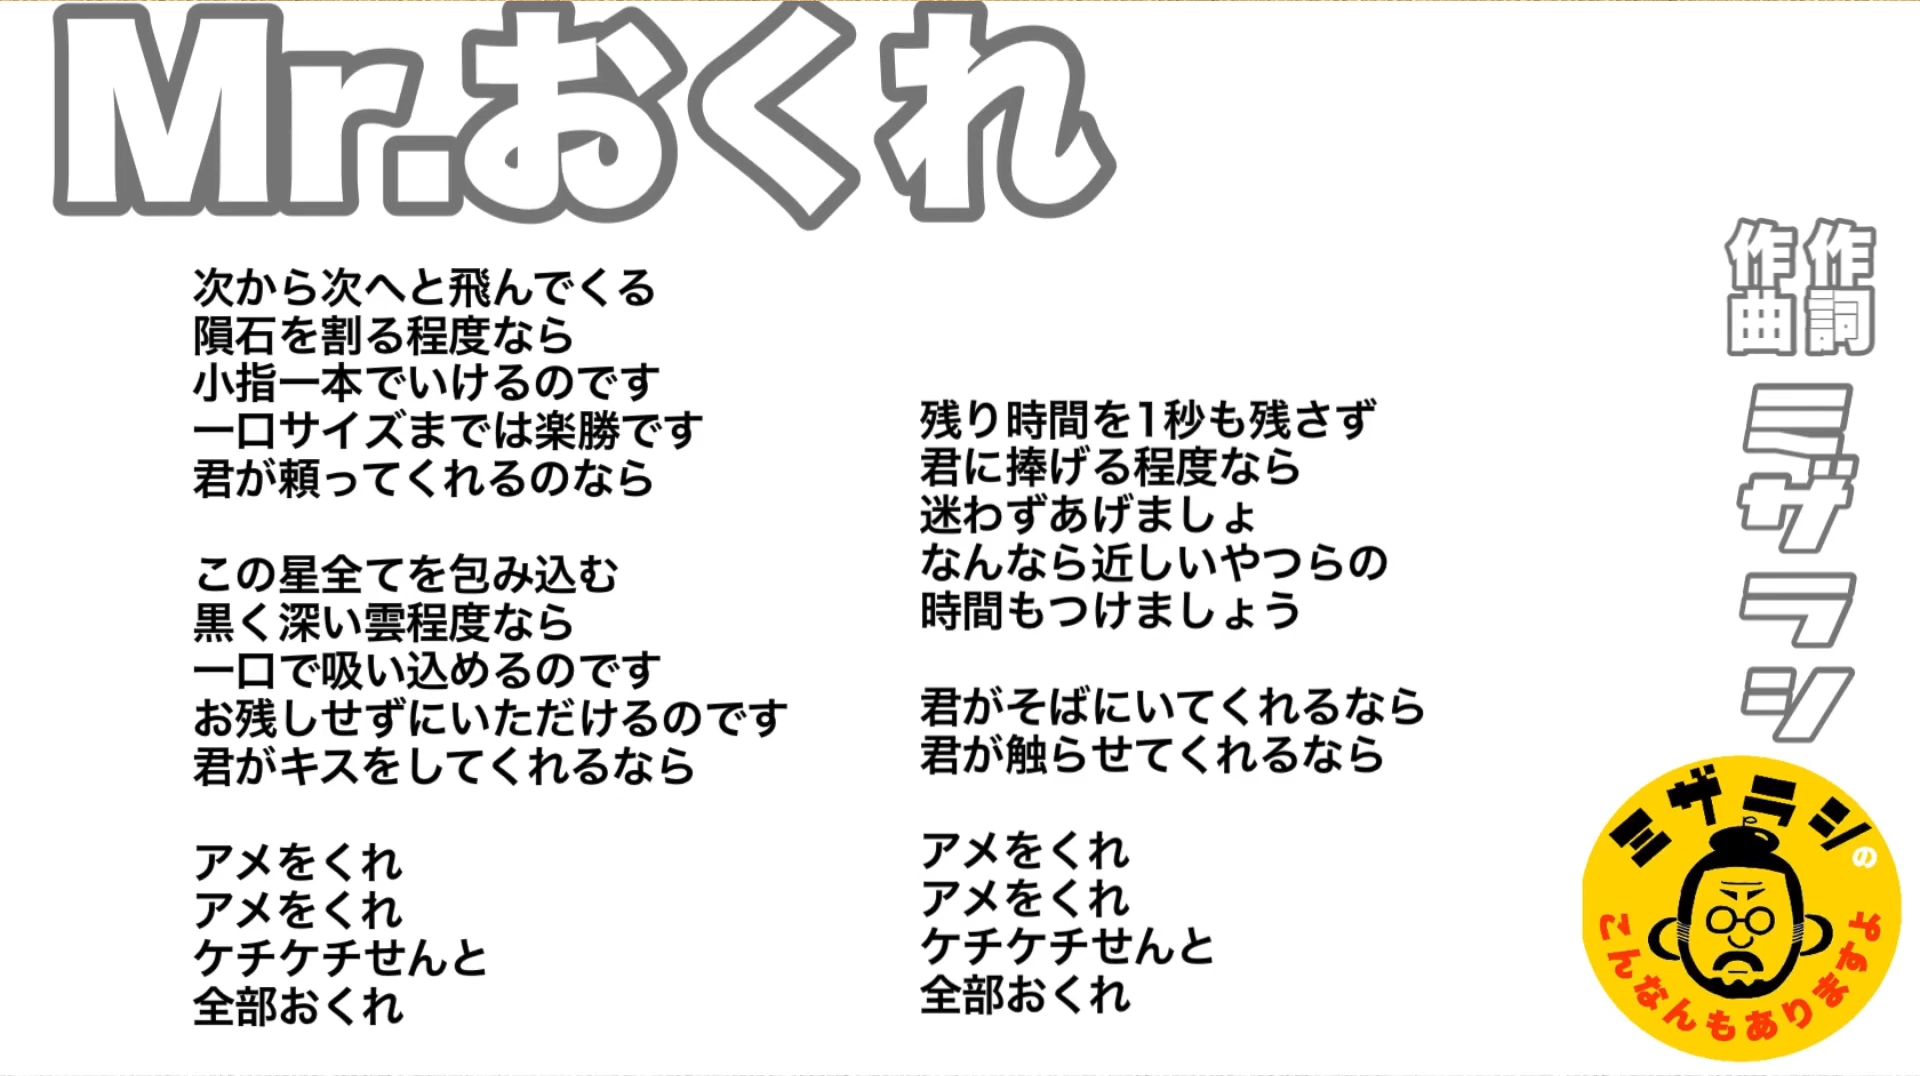 Mr.おくれ
次から次へと飛んでくる
隕石を割る程度なら
小指一本でいけるのです
一口サイズまでは楽勝です
君が頼ってくれるのなら
この星全てを包み込む
黒く深い雲程度なら
一口で吸い込めるのです
お残しせずにいただけるのです
君がキスをしてくれるなら
アメをくれ
アメをくれ
ケチケチせんと
全部おくれ
残り時間を1秒も残さず
君に捧げる程度なら
迷わずあげましょ
なんなら近しいやつらの
時間もつけましょう
君がそばにいてくれるなら
君が触らせてくれるなら
アメをくれ
アメをくれ
ケチケチせんと
全部おくれ
作詞
作曲
ミザラシ
ミザラシの
こんなんもありますよ